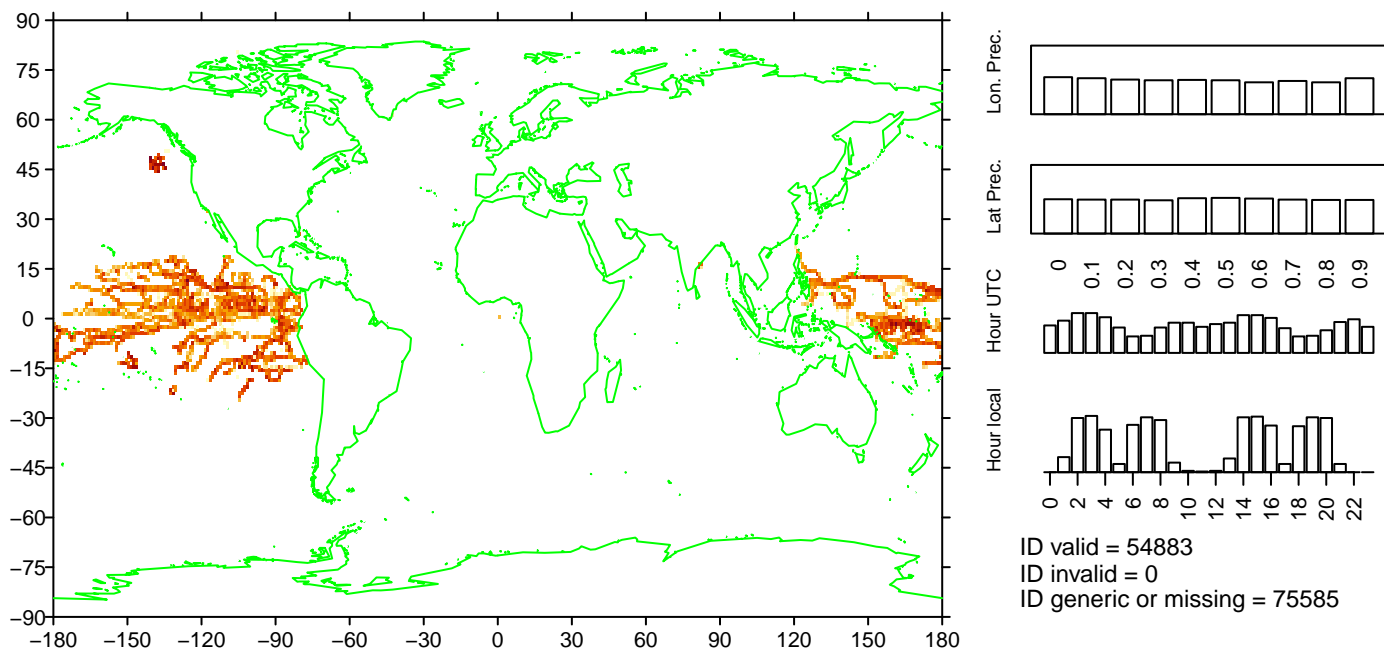 90
75
60
45
30
15
0
−15
−30
−45
−60
−75
−90
−180 −150 −120 −90 −60 −30 0 30 60 90 120 150 180
Lon. Prec.
Lat Prec.
0 0.1 0.2 0.3 0.4 0.5 0.6 0.7 0.8 0.9
Hour UTC
Hour local
0 2 4 6 8 10 12 14 16 18 20 22
ID valid = 54883
ID invalid = 0
ID generic or missing = 75585